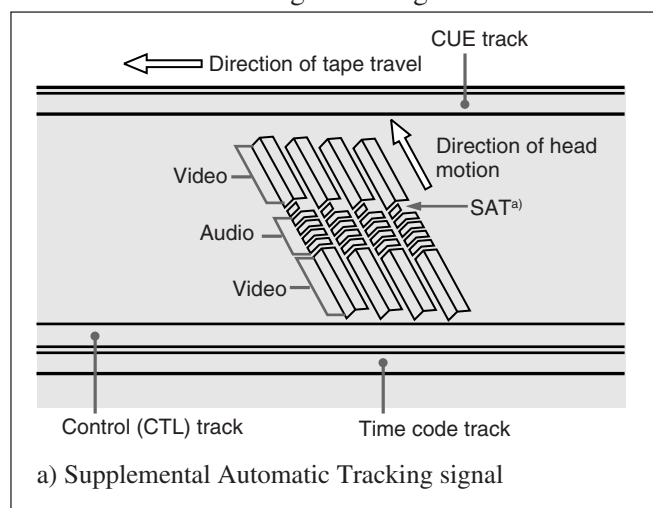 CUE track
Direction of tape travel
Direction of head
motion
Video
SATa)
Audio
Video
Control (CTL) track
Time code track
a) Supplemental Automatic Tracking signal